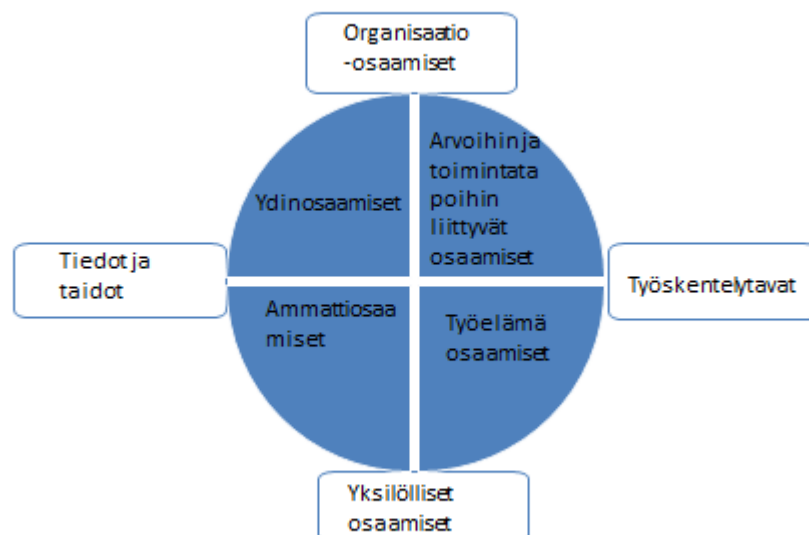 Organisaatio
-osaamiset
Arvoihin ja
toimintata
poihin
liittyvät
osaamiset
Ydinosaamiset
Tiedot ja
taidot
Työskentelytavat
Ammattiosaa
miset
Työelämä
osaamiset
Yksilölliset
osaamiset